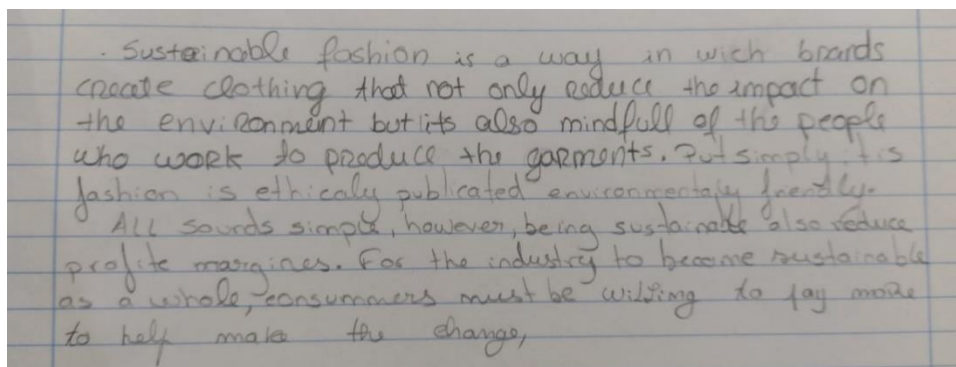 . Sustainable fashion is a way in wich brands
create clothing that not only reduce the impact on
the environment but its also mindfull of the people
who work to produce the garments. Put simply it is
fashion is ethicaly publicated environmentaly friendly.
All sounds simple, however, being sustainable also reduce
profite margines. For the industry to become sustainable
as a whole, consummers must be willing to pay more
to help make the change,